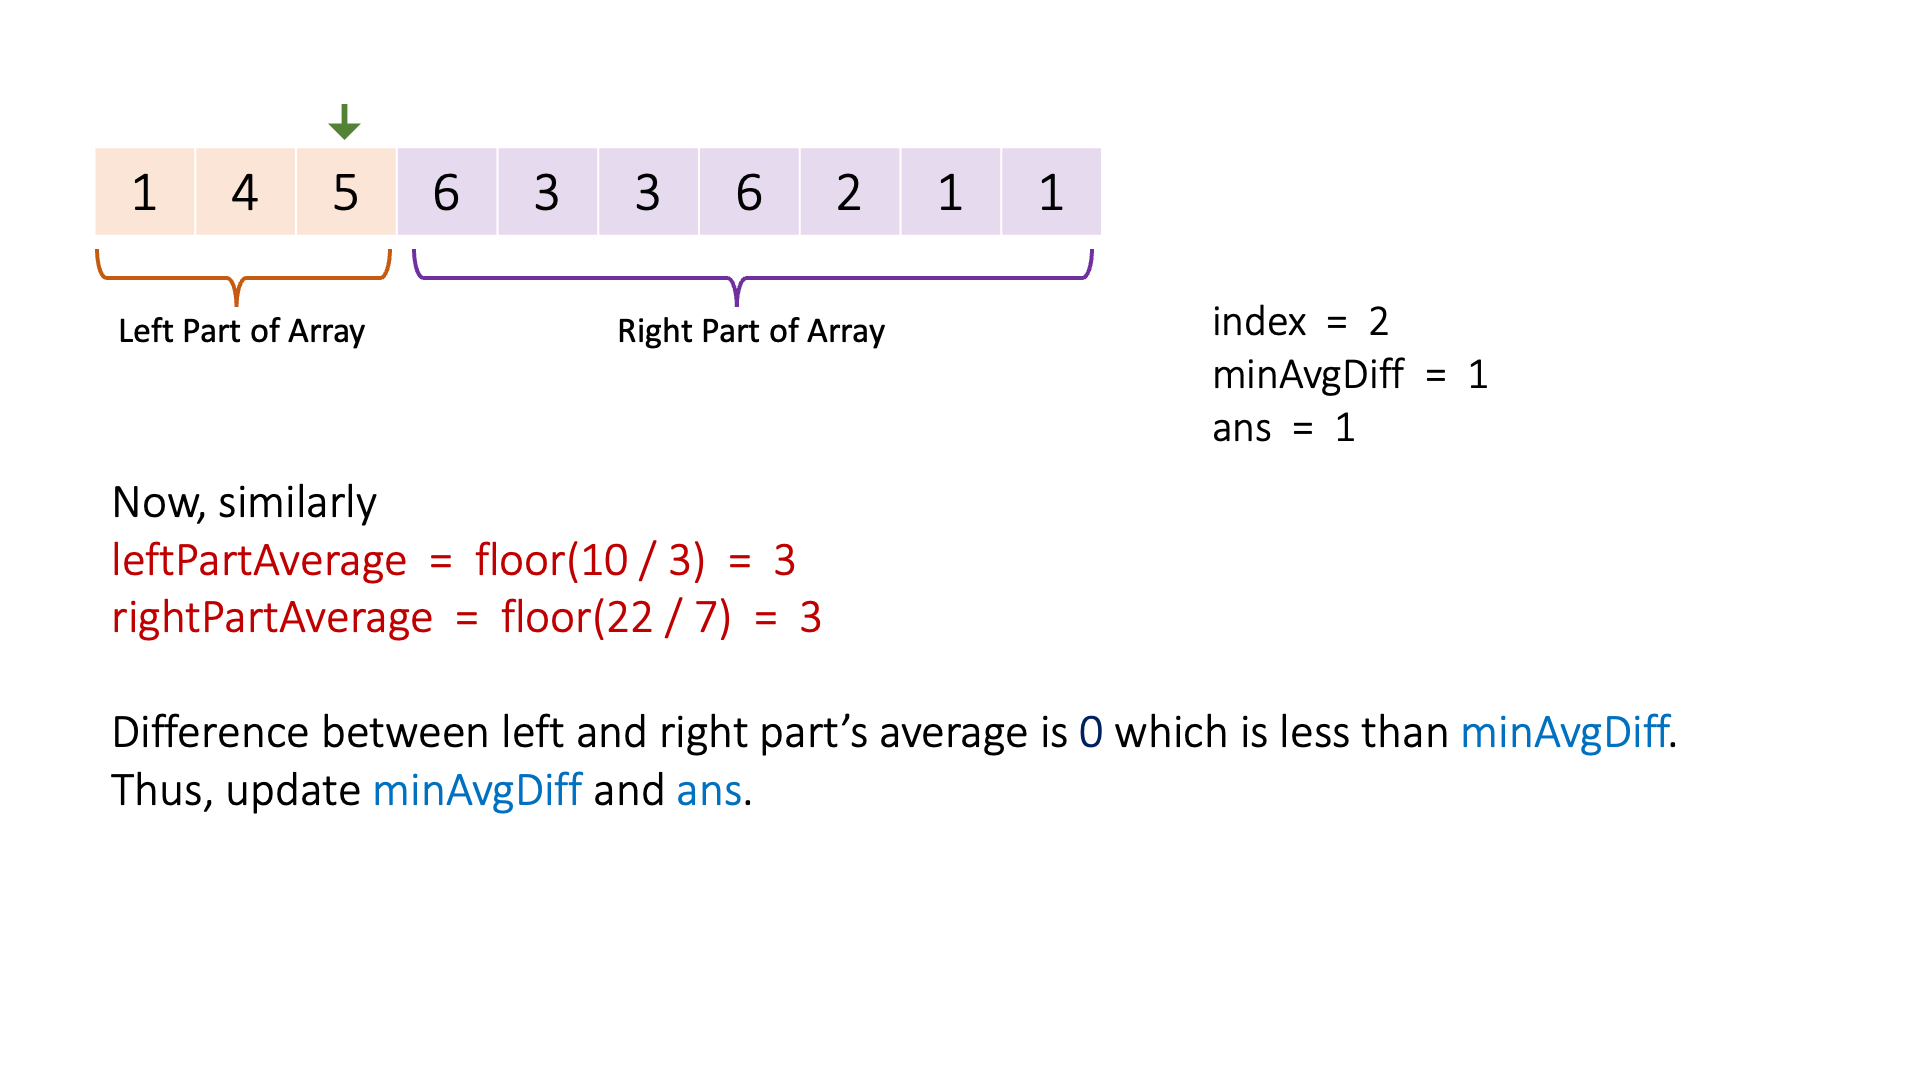 1 4 5 6 3 3 6 2 1 1
Left Part of Array
Right Part of Array
index = 2
minAvgDiff = 1
ans = 1
Now, similarly
leftPartAverage = floor(10 / 3) = 3
rightPartAverage = floor(22 / 7) = 3
Difference between left and right part’s average is 0 which is less than minAvgDiff.
Thus, update minAvgDiff and ans.